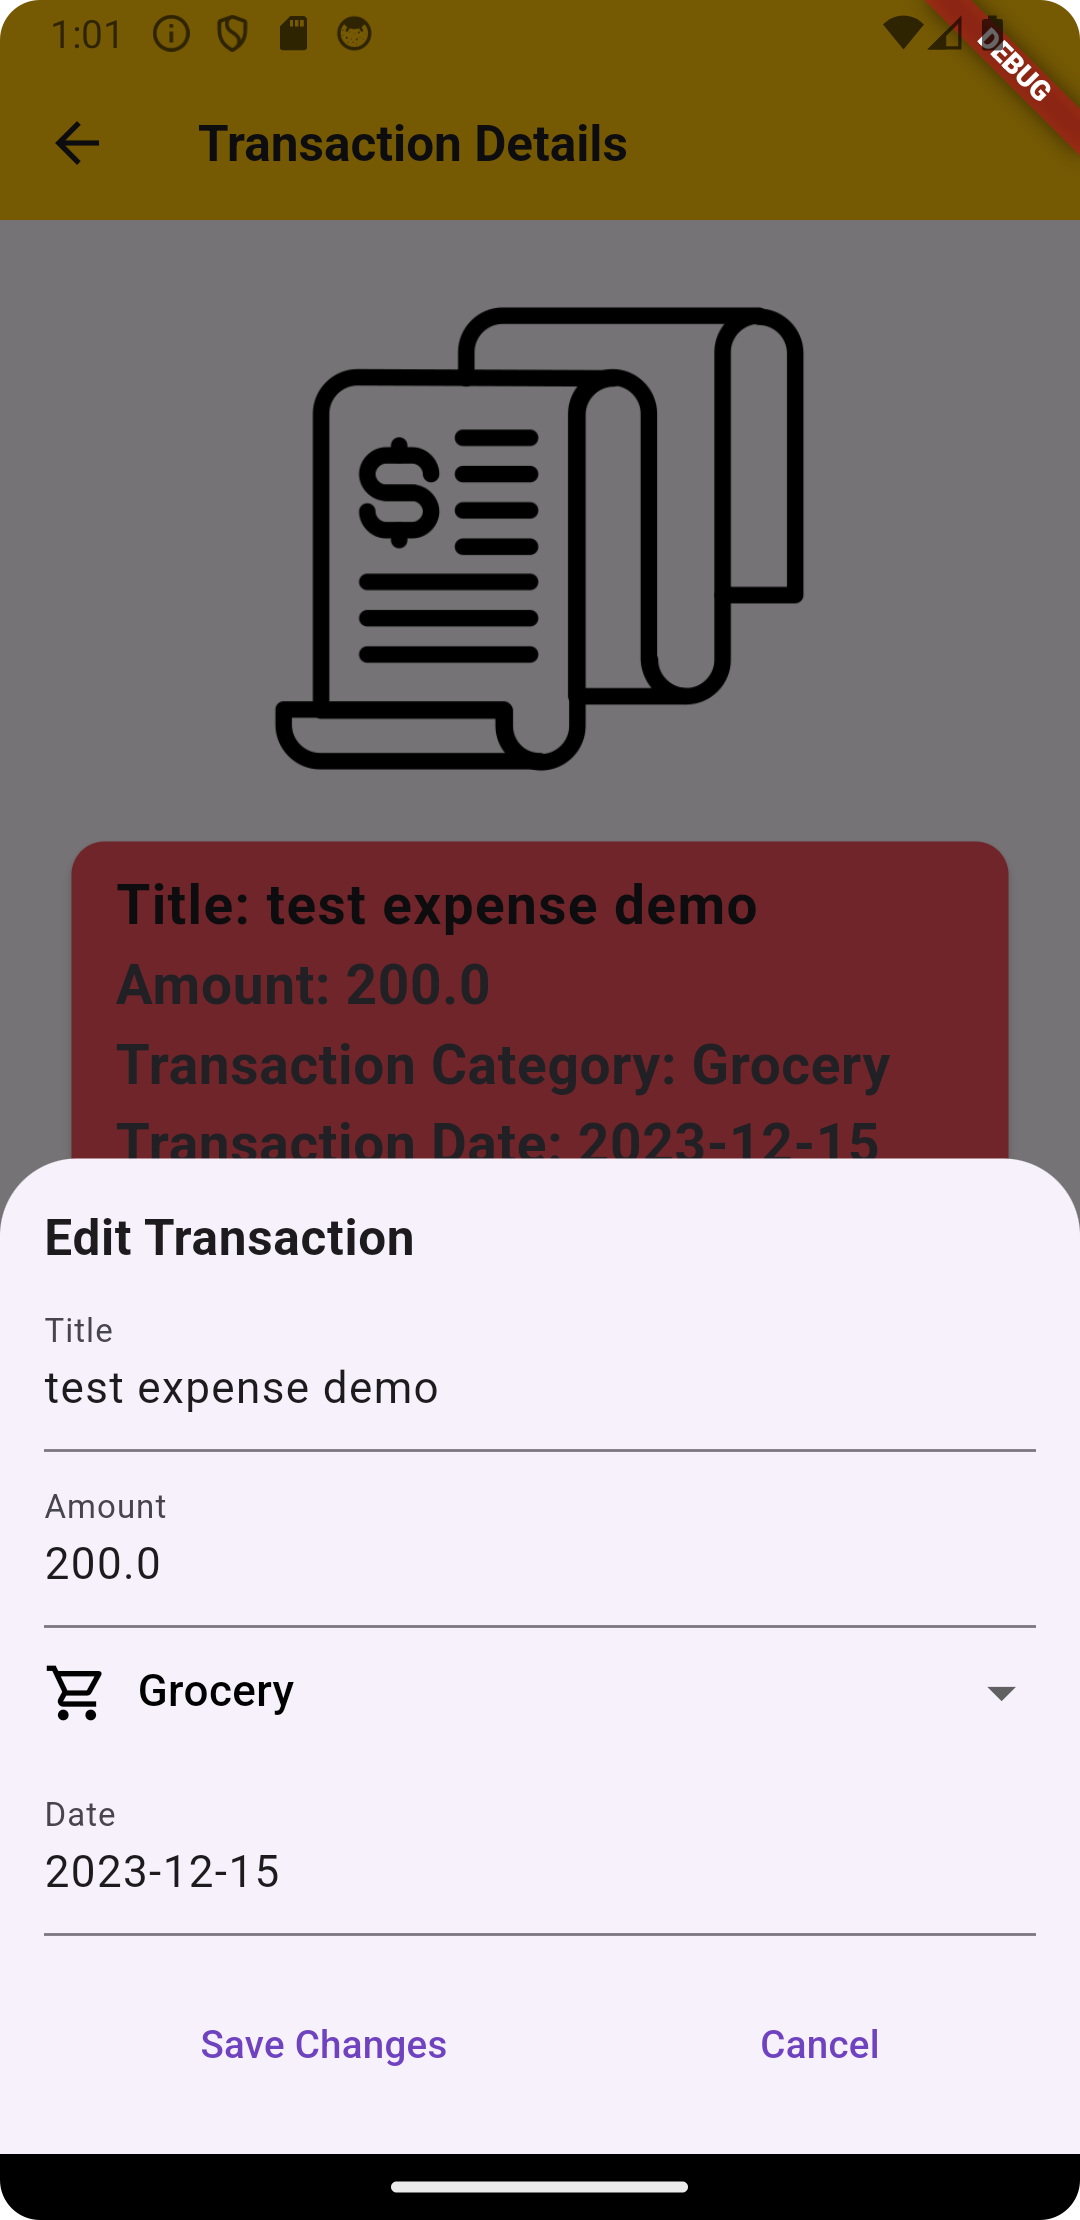 1:01
DEBUG
Transaction Details
$
Title: test expense demo
Amount: 200.0
Transaction Category: Grocery
Transaction Date: 2023-12-15
Edit Transaction
Title
test expense demo
Amount
200.0
Grocery
Date
2023-12-15
Save Changes
Cancel